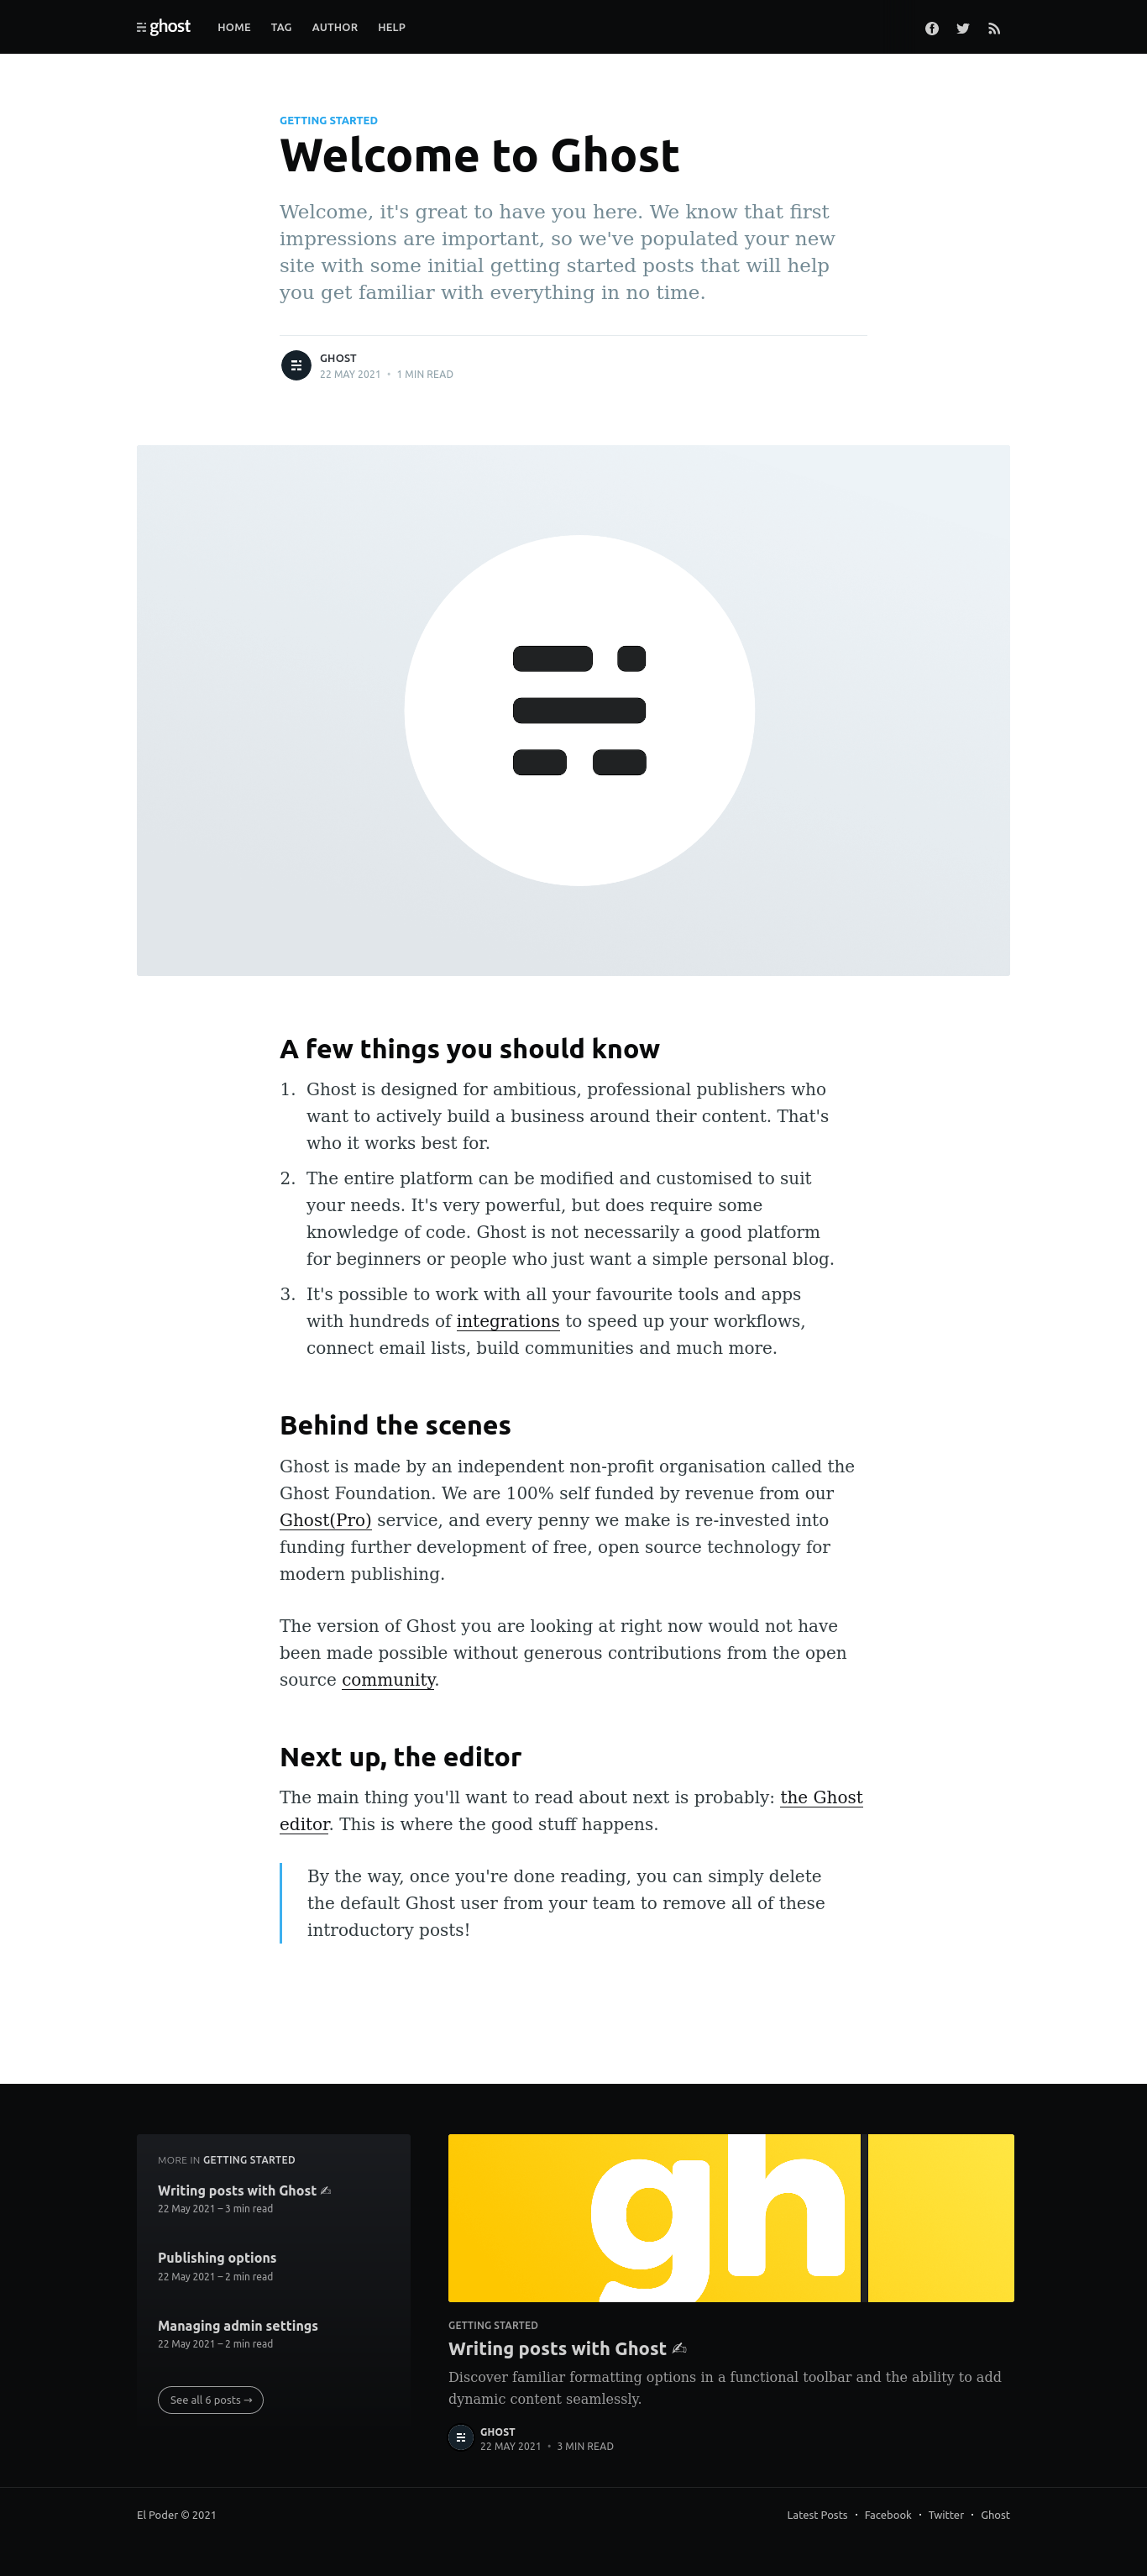 ghost HOME TAG AUTHOR HELP
GETTING STARTED
Welcome to Ghost
Welcome, it's great to have you here. We know that first
impressions are important, so we've populated your new
site with some initial getting started posts that will help
you get familiar with everything in no time.
GHOST
22 MAY 2021 • 1 MIN READ
A few things you should know
1. Ghost is designed for ambitious, professional publishers who
want to actively build a business around their content. That's
who it works best for.
2. The entire platform can be modified and customised to suit
your needs. It's very powerful, but does require some
knowledge of code. Ghost is not necessarily a good platform
for beginners or people who just want a simple personal blog.
3. It's possible to work with all your favourite tools and apps
with hundreds of integrations to speed up your workflows,
connect email lists, build communities and much more.
Behind the scenes
Ghost is made by an independent non-profit organisation called the
Ghost Foundation. We are 100% self funded by revenue from our
Ghost(Pro) service, and every penny we make is re-invested into
funding further development of free, open source technology for
modern publishing.
The version of Ghost you are looking at right now would not have
been made possible without generous contributions from the open
source community.
Next up, the editor
The main thing you'll want to read about next is probably: the Ghost
editor. This is where the good stuff happens.
By the way, once you're done reading, you can simply delete
the default Ghost user from your team to remove all of these
introductory posts!
MORE IN GETTING STARTED
Writing posts with Ghost ✍
22 May 2021 – 3 min read
Publishing options
22 May 2021 – 2 min read
Managing admin settings
22 May 2021 – 2 min read
See all 6 posts →
gh
GETTING STARTED
Writing posts with Ghost ✍
Discover familiar formatting options in a functional toolbar and the ability to add
dynamic content seamlessly.
GHOST
22 MAY 2021 • 3 MIN READ
El Poder © 2021
Latest Posts • Facebook • Twitter • Ghost